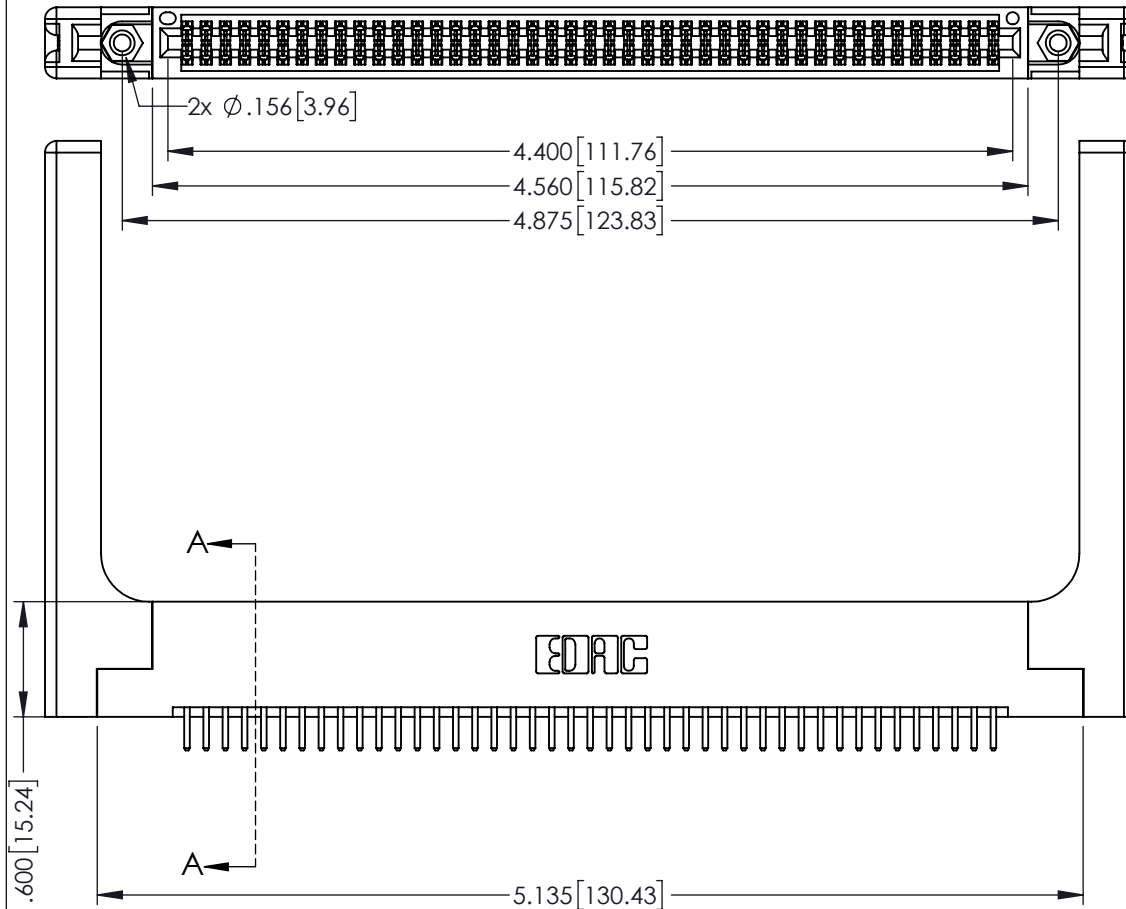 2x ∅.156[3.96]
4.400[111.76]
4.560[115.82]
4.875[123.83]
A
EDAC
.600[15.24]
A
5.135[130.43]